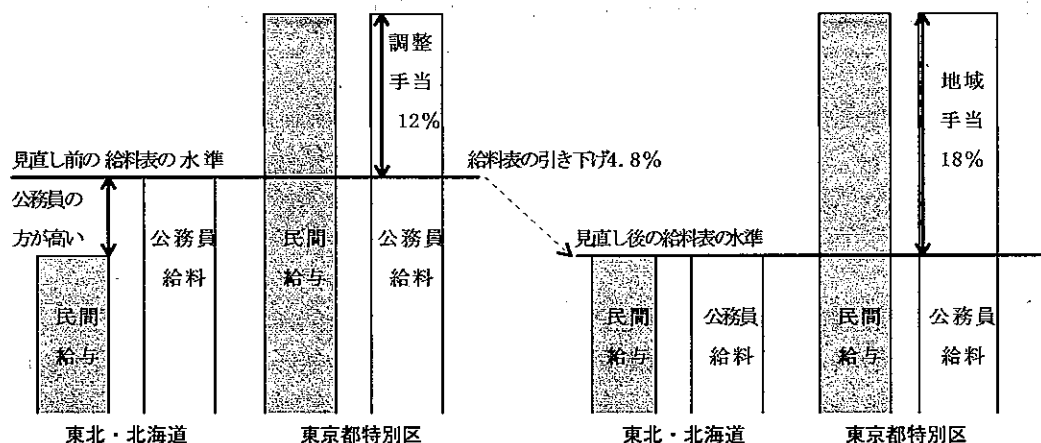 調整
手当
12%
地域
手当
18%
見直し前の給料表の水準
給料表の引き下げ4.8%
公務員の
方が高い
公務員
給料
民間
給与
公務員
給料
見直し後の給料表の水準
民間
給与
民間
給与
公務員
給料
民間
給与
公務員
給料
東北・北海道
東京都特別区
東北・北海道
東京都特別区